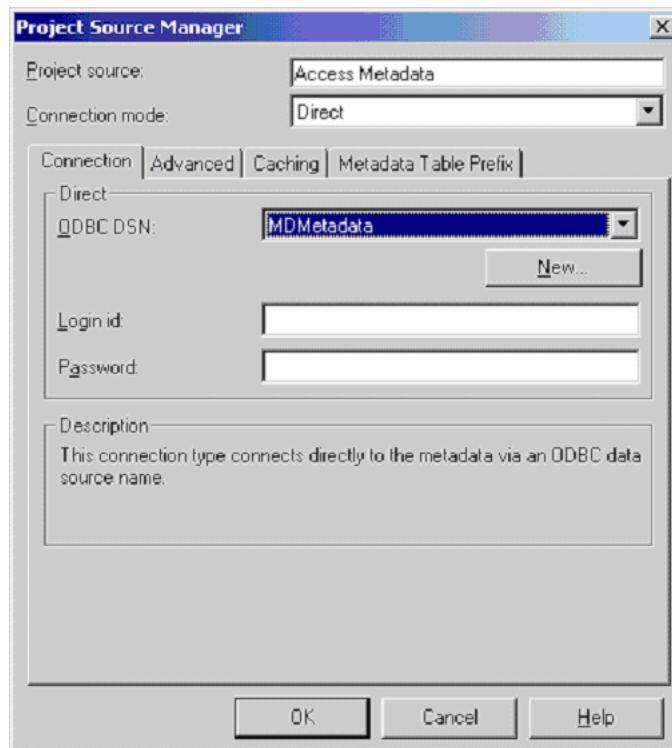 Project Source Manager
Project source: Access Metadata
Connection mode: Direct
Connection Advanced Caching Metadata Table Prefix
Direct
ODBC DSN: MDMetadata
New...
Login id:
Password:
Description
This connection type connects directly to the metadata via an ODBC data
source name.
OK Cancel Help